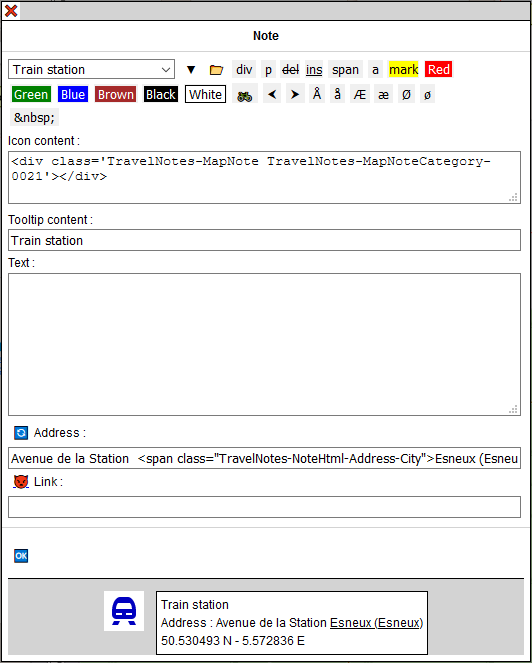 Note
Train station ▼ div p del ins span a mark Red
Green Blue Brown Black White ⮜ ⮞ Å å Æ æ Ø ø
&nbsp;
Icon content :
<div class='TravelNotes-MapNote TravelNotes-MapNoteCategory-
0021'></div>
Tooltip content :
Train station
Text :
Address :
Avenue de la Station  <span class="TravelNotes-NoteHtml-Address-City">Esneux (Esneu
Link :
OK
Train station
Address : Avenue de la Station Esneux (Esneux)
50.530493 N - 5.572836 E